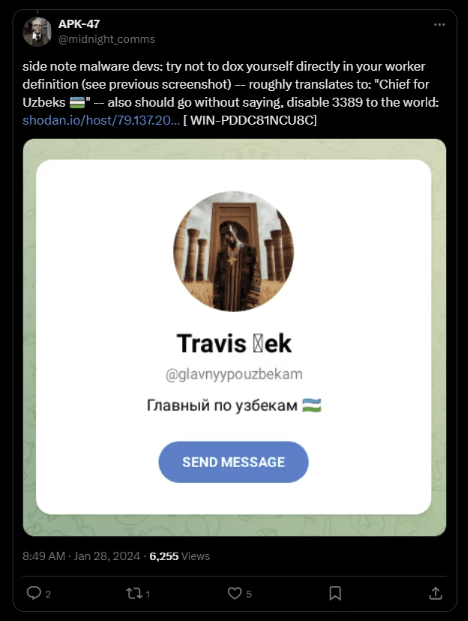 APK-47
@midnight_comms
side note malware devs: try not to dox yourself directly in your worker
definition (see previous screenshot) -- roughly translates to: "Chief for
Uzbeks 🇺🇿" -- also should go without saying, disable 3389 to the world:
shodan.io/host/79.137.20... [ WIN-PDDC81NCU8C]
Travis ek
@glavnyypouzbekam
Главный по узбекам 🇺🇿
SEND MESSAGE
8:49 AM · Jan 28, 2024 · 6,255 Views
2 1 5